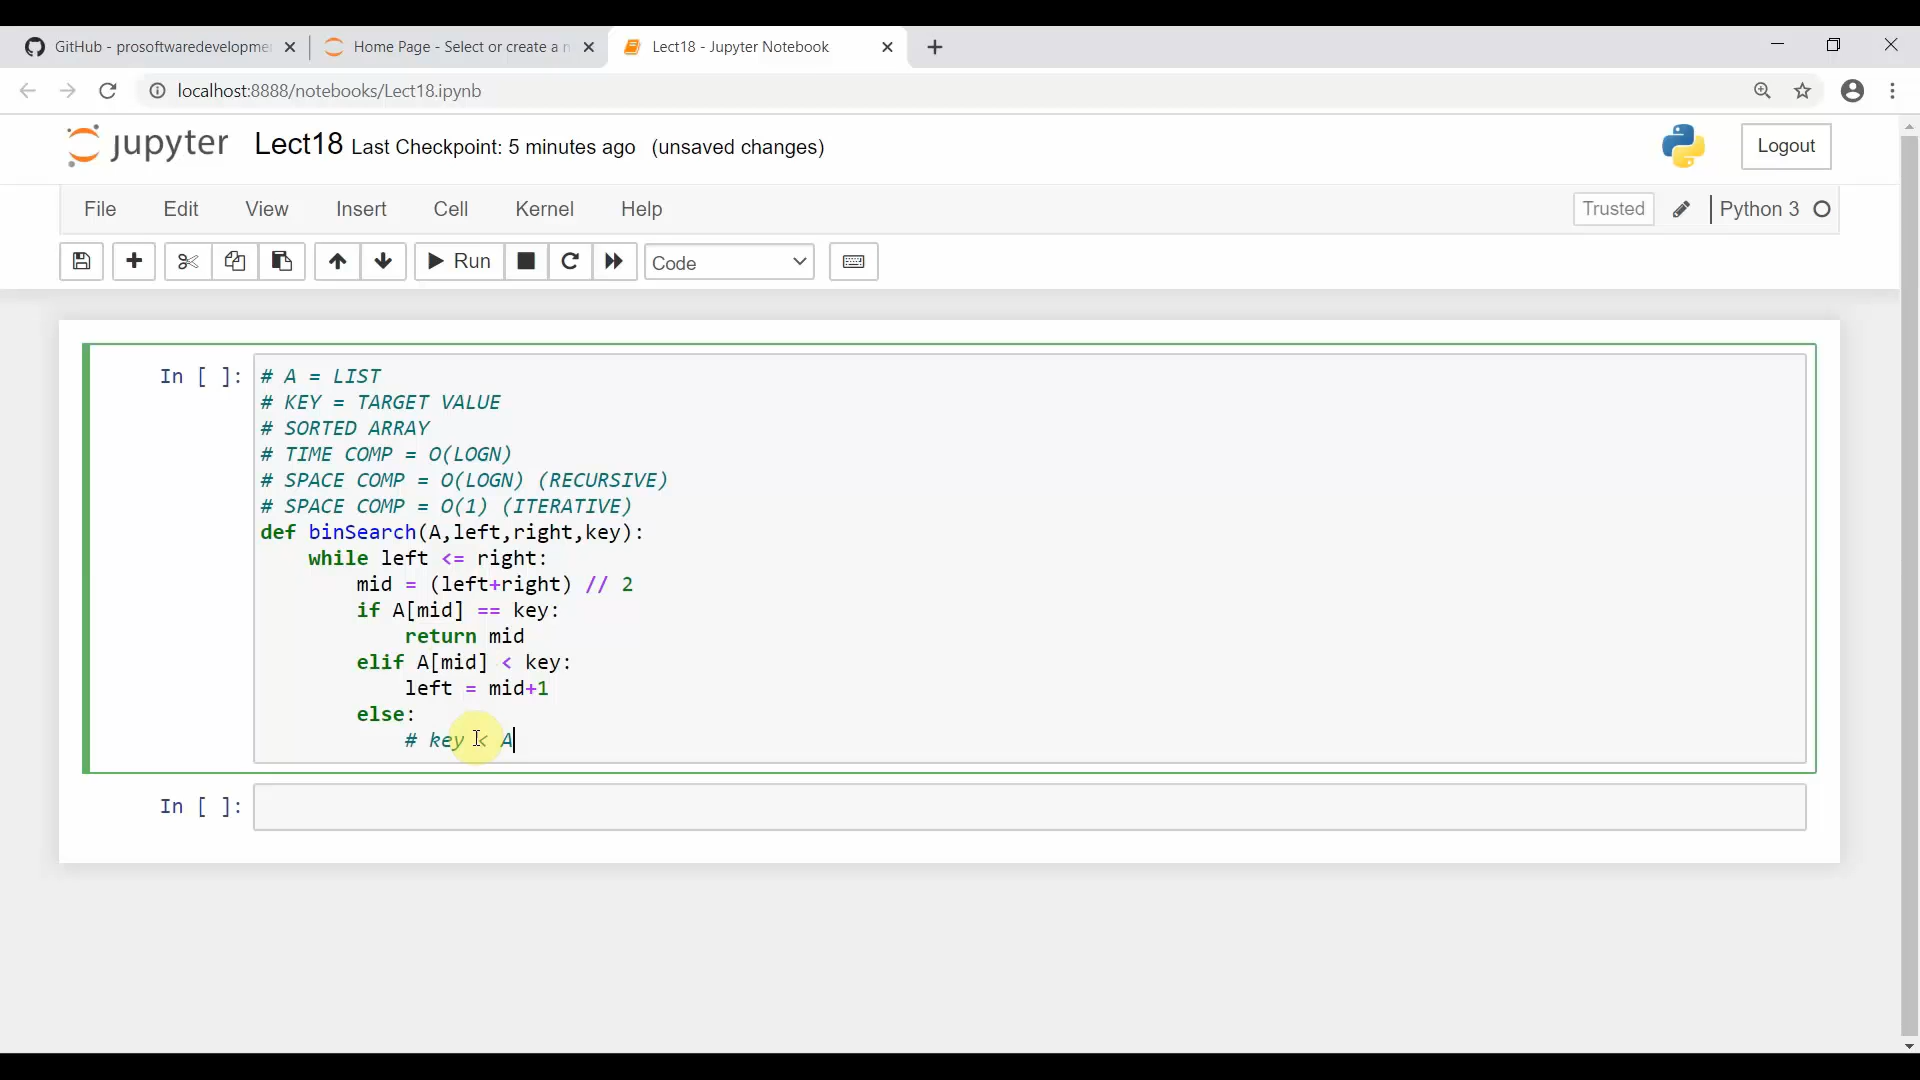 GitHub - prosoftwaredevelopme
Home Page - Select or create a n
Lect18 - Jupyter Notebook
localhost:8888/notebooks/Lect18.ipynb
jupyter Lect18 Last Checkpoint: 5 minutes ago (unsaved changes)
Logout
File Edit View Insert Cell Kernel Help
Trusted
Python 3
Run
Code
In [ ]:
# A = LIST
# KEY = TARGET VALUE
# SORTED ARRAY
# TIME COMP = O(LOGN)
# SPACE COMP = O(LOGN) (RECURSIVE)
# SPACE COMP = O(1) (ITERATIVE)
def binSearch(A,left,right,key):
    while left <= right:
        mid = (left+right) // 2
        if A[mid] == key:
            return mid
        elif A[mid] < key:
            left = mid+1
        else:
            # key < A
In [ ]: